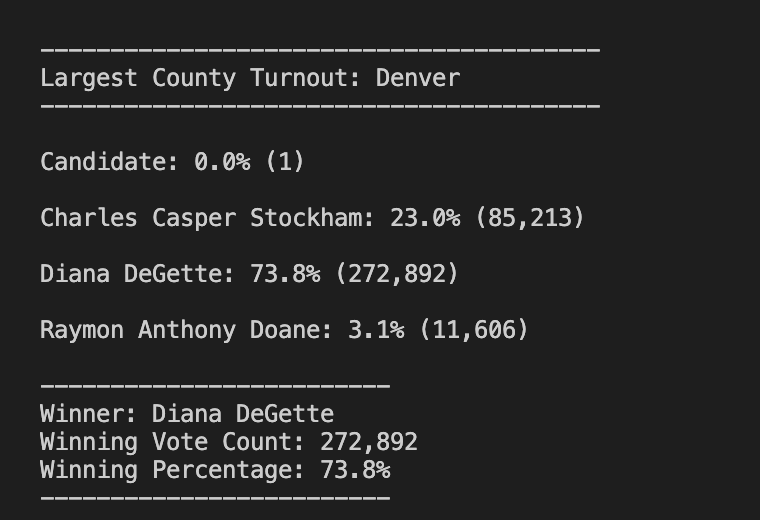 ----------------------------------------
Largest County Turnout: Denver
----------------------------------------
Candidate: 0.0% (1)
Charles Casper Stockham: 23.0% (85,213)
Diana DeGette: 73.8% (272,892)
Raymon Anthony Doane: 3.1% (11,606)
-------------------------
Winner: Diana DeGette
Winning Vote Count: 272,892
Winning Percentage: 73.8%
-------------------------